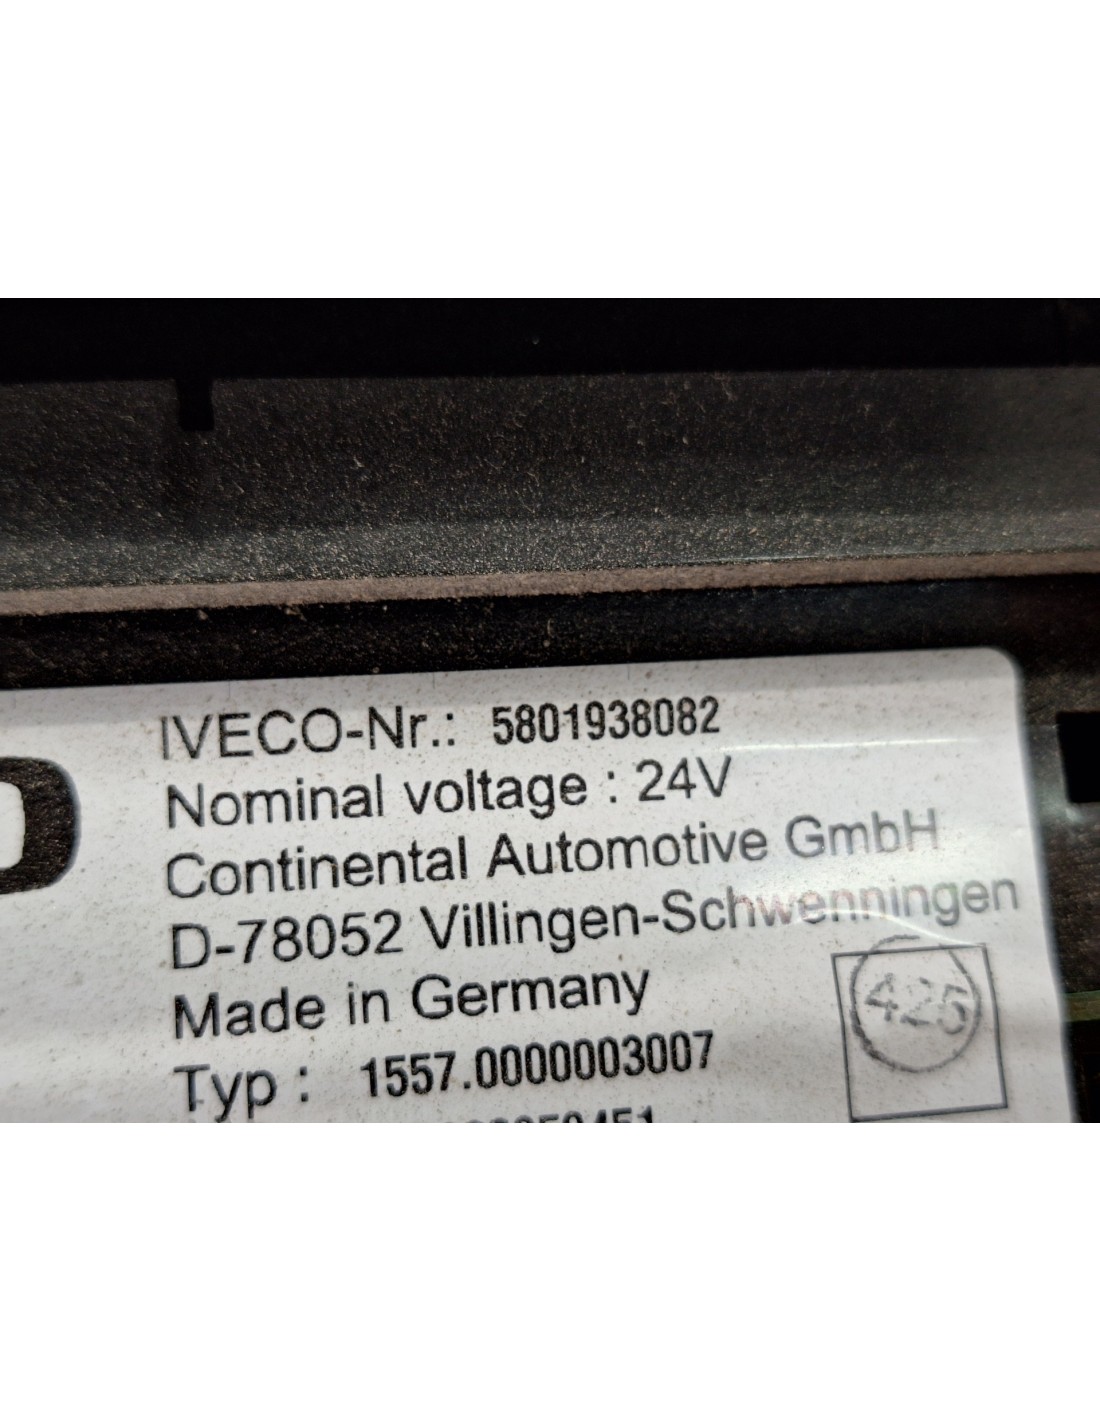 IVECO-Nr.: 5801938082
Nominal voltage : 24V
Continental Automotive GmbH
D-78052 Villingen-Schwenningen
Made in Germany
425
Typ : 1557.0000003007